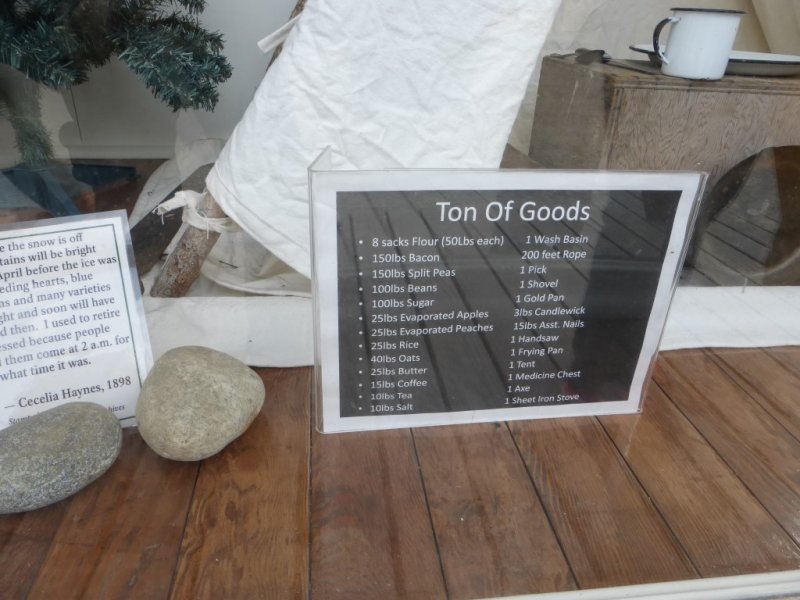 e the snow is off
tains will be bright
April before the ice was
eding hearts, blue
ns and many varieties
ght and soon will have
d then. I used to retire
essed because people
d them come at 2 a.m. for
what time it was.
— Cecelia Haynes, 1898
Ton Of Goods
• 8 sacks Flour (50Lbs each)
• 150lbs Bacon
• 150lbs Split Peas
• 100lbs Beans
• 100lbs Sugar
• 25lbs Evaporated Apples
• 25lbs Evaporated Peaches
• 25lbs Rice
• 40lbs Oats
• 25lbs Butter
• 15lbs Coffee
• 10lbs Tea
• 10lbs Salt
1 Wash Basin
200 feet Rope
1 Pick
1 Shovel
1 Gold Pan
3lbs Candlewick
15lbs Asst. Nails
1 Handsaw
1 Frying Pan
1 Tent
1 Medicine Chest
1 Axe
1 Sheet Iron Stove